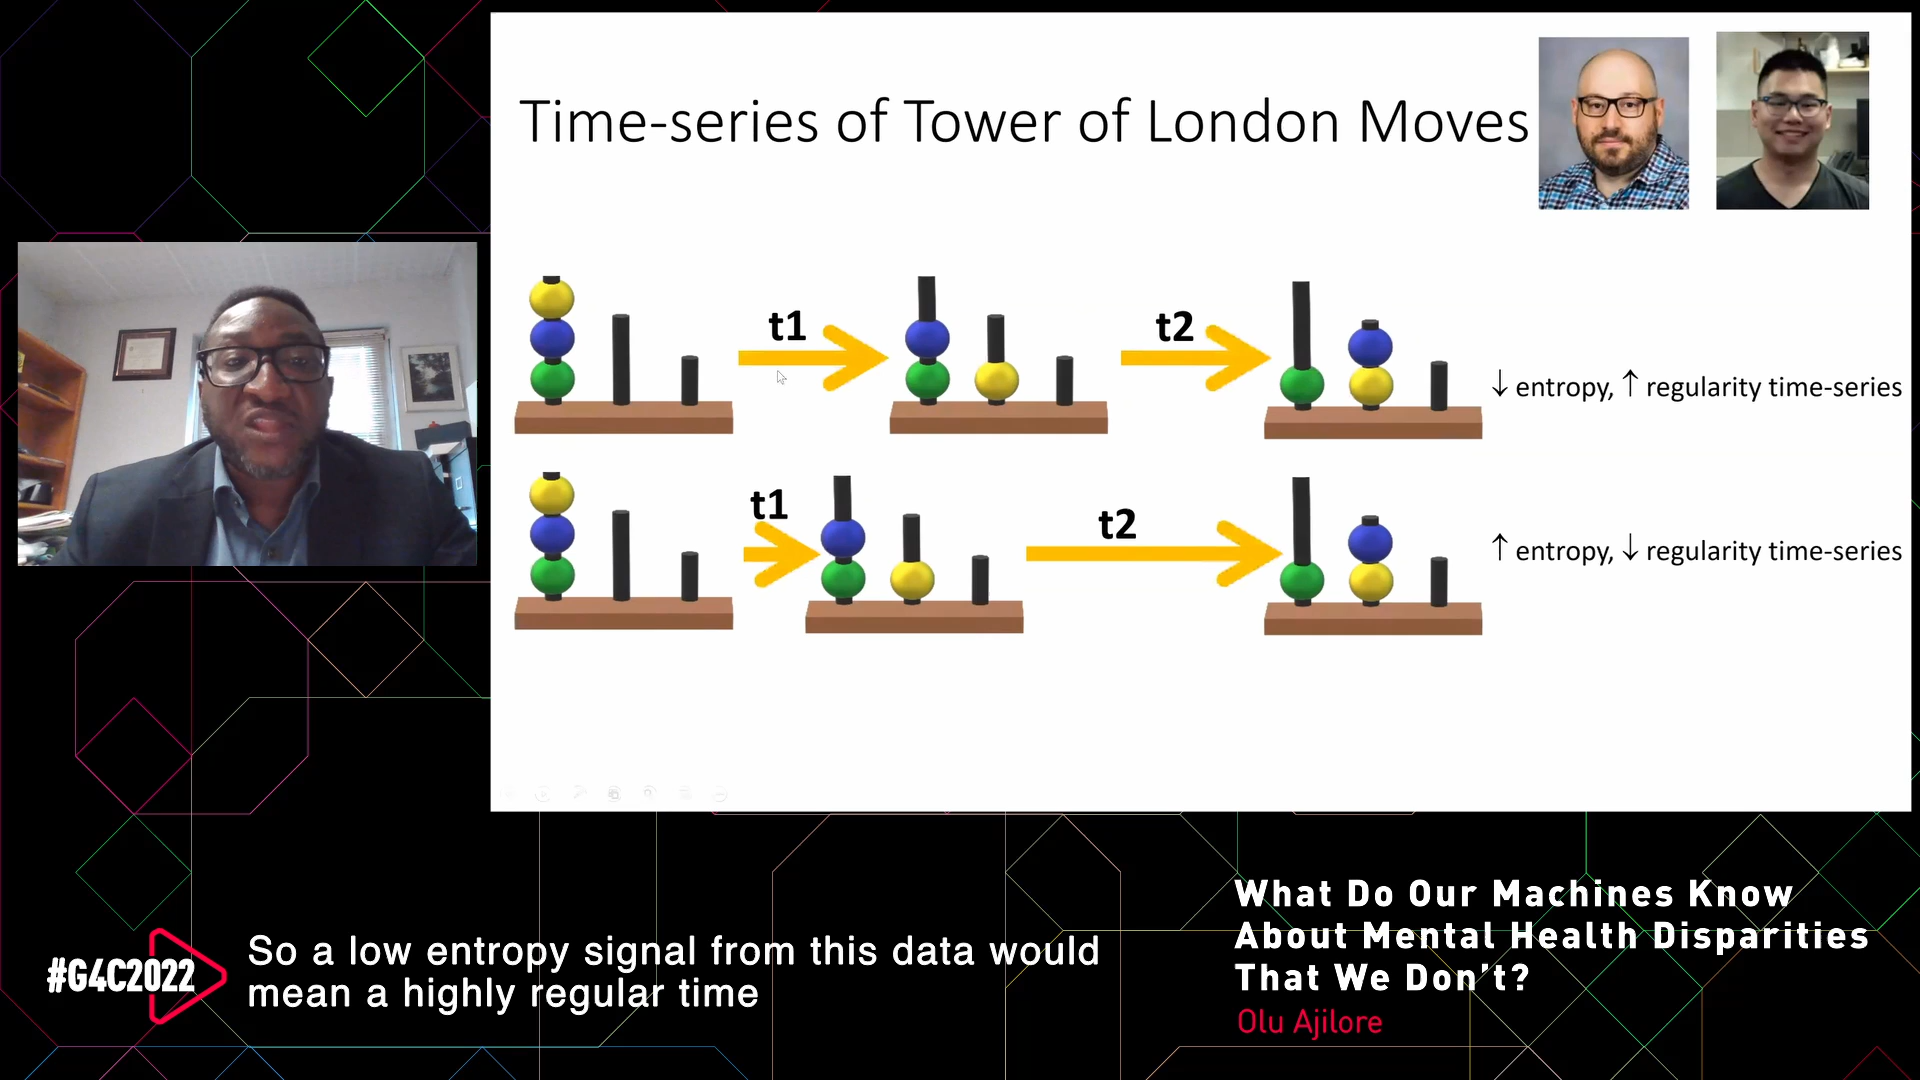 Time-series of Tower of London Moves
t1
t2
↓ entropy, ↑ regularity time-series
t1
t2
↑ entropy, ↓ regularity time-series
#G4C2022
So a low entropy signal from this data would
mean a highly regular time
What Do Our Machines Know
About Mental Health Disparities
That We Don't?
Olu Ajilore